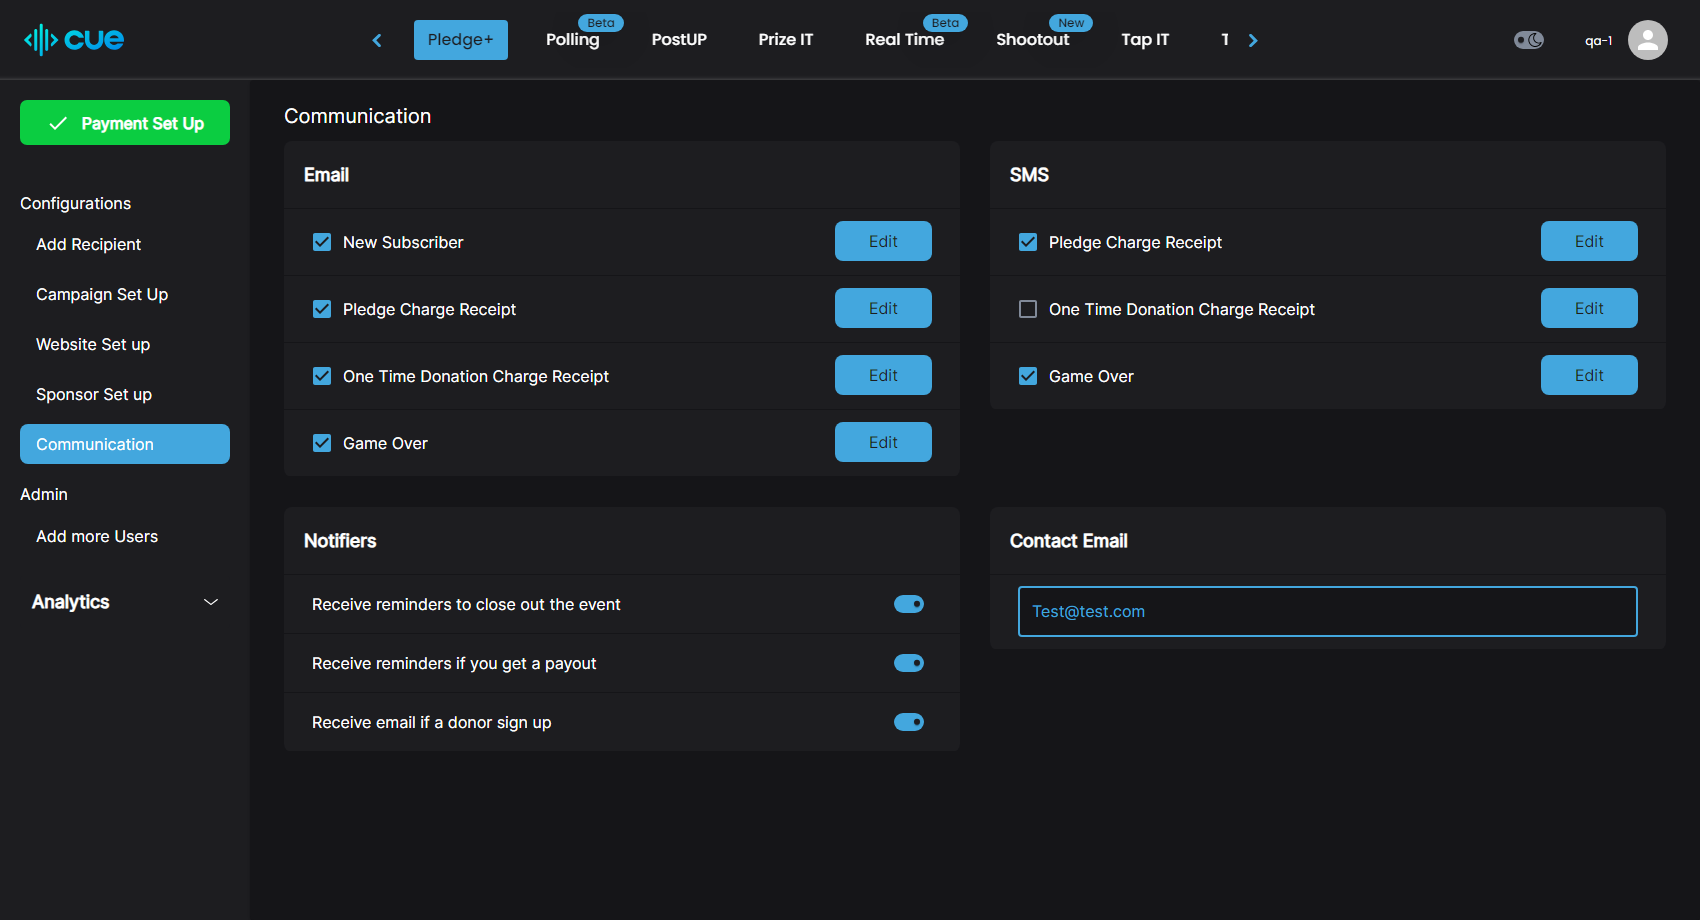 cue
Pledge+
Polling
Beta
PostUP
Prize IT
Real Time
Beta
Shootout
New
Tap IT
T
qa-1
Payment Set Up
Configurations
Add Recipient
Campaign Set Up
Website Set up
Sponsor Set up
Communication
Admin
Add more Users
Analytics
Communication
Email
New Subscriber
Edit
Pledge Charge Receipt
Edit
One Time Donation Charge Receipt
Edit
Game Over
Edit
SMS
Pledge Charge Receipt
Edit
One Time Donation Charge Receipt
Edit
Game Over
Edit
Notifiers
Receive reminders to close out the event
Receive reminders if you get a payout
Receive email if a donor sign up
Contact Email
Test@test.com